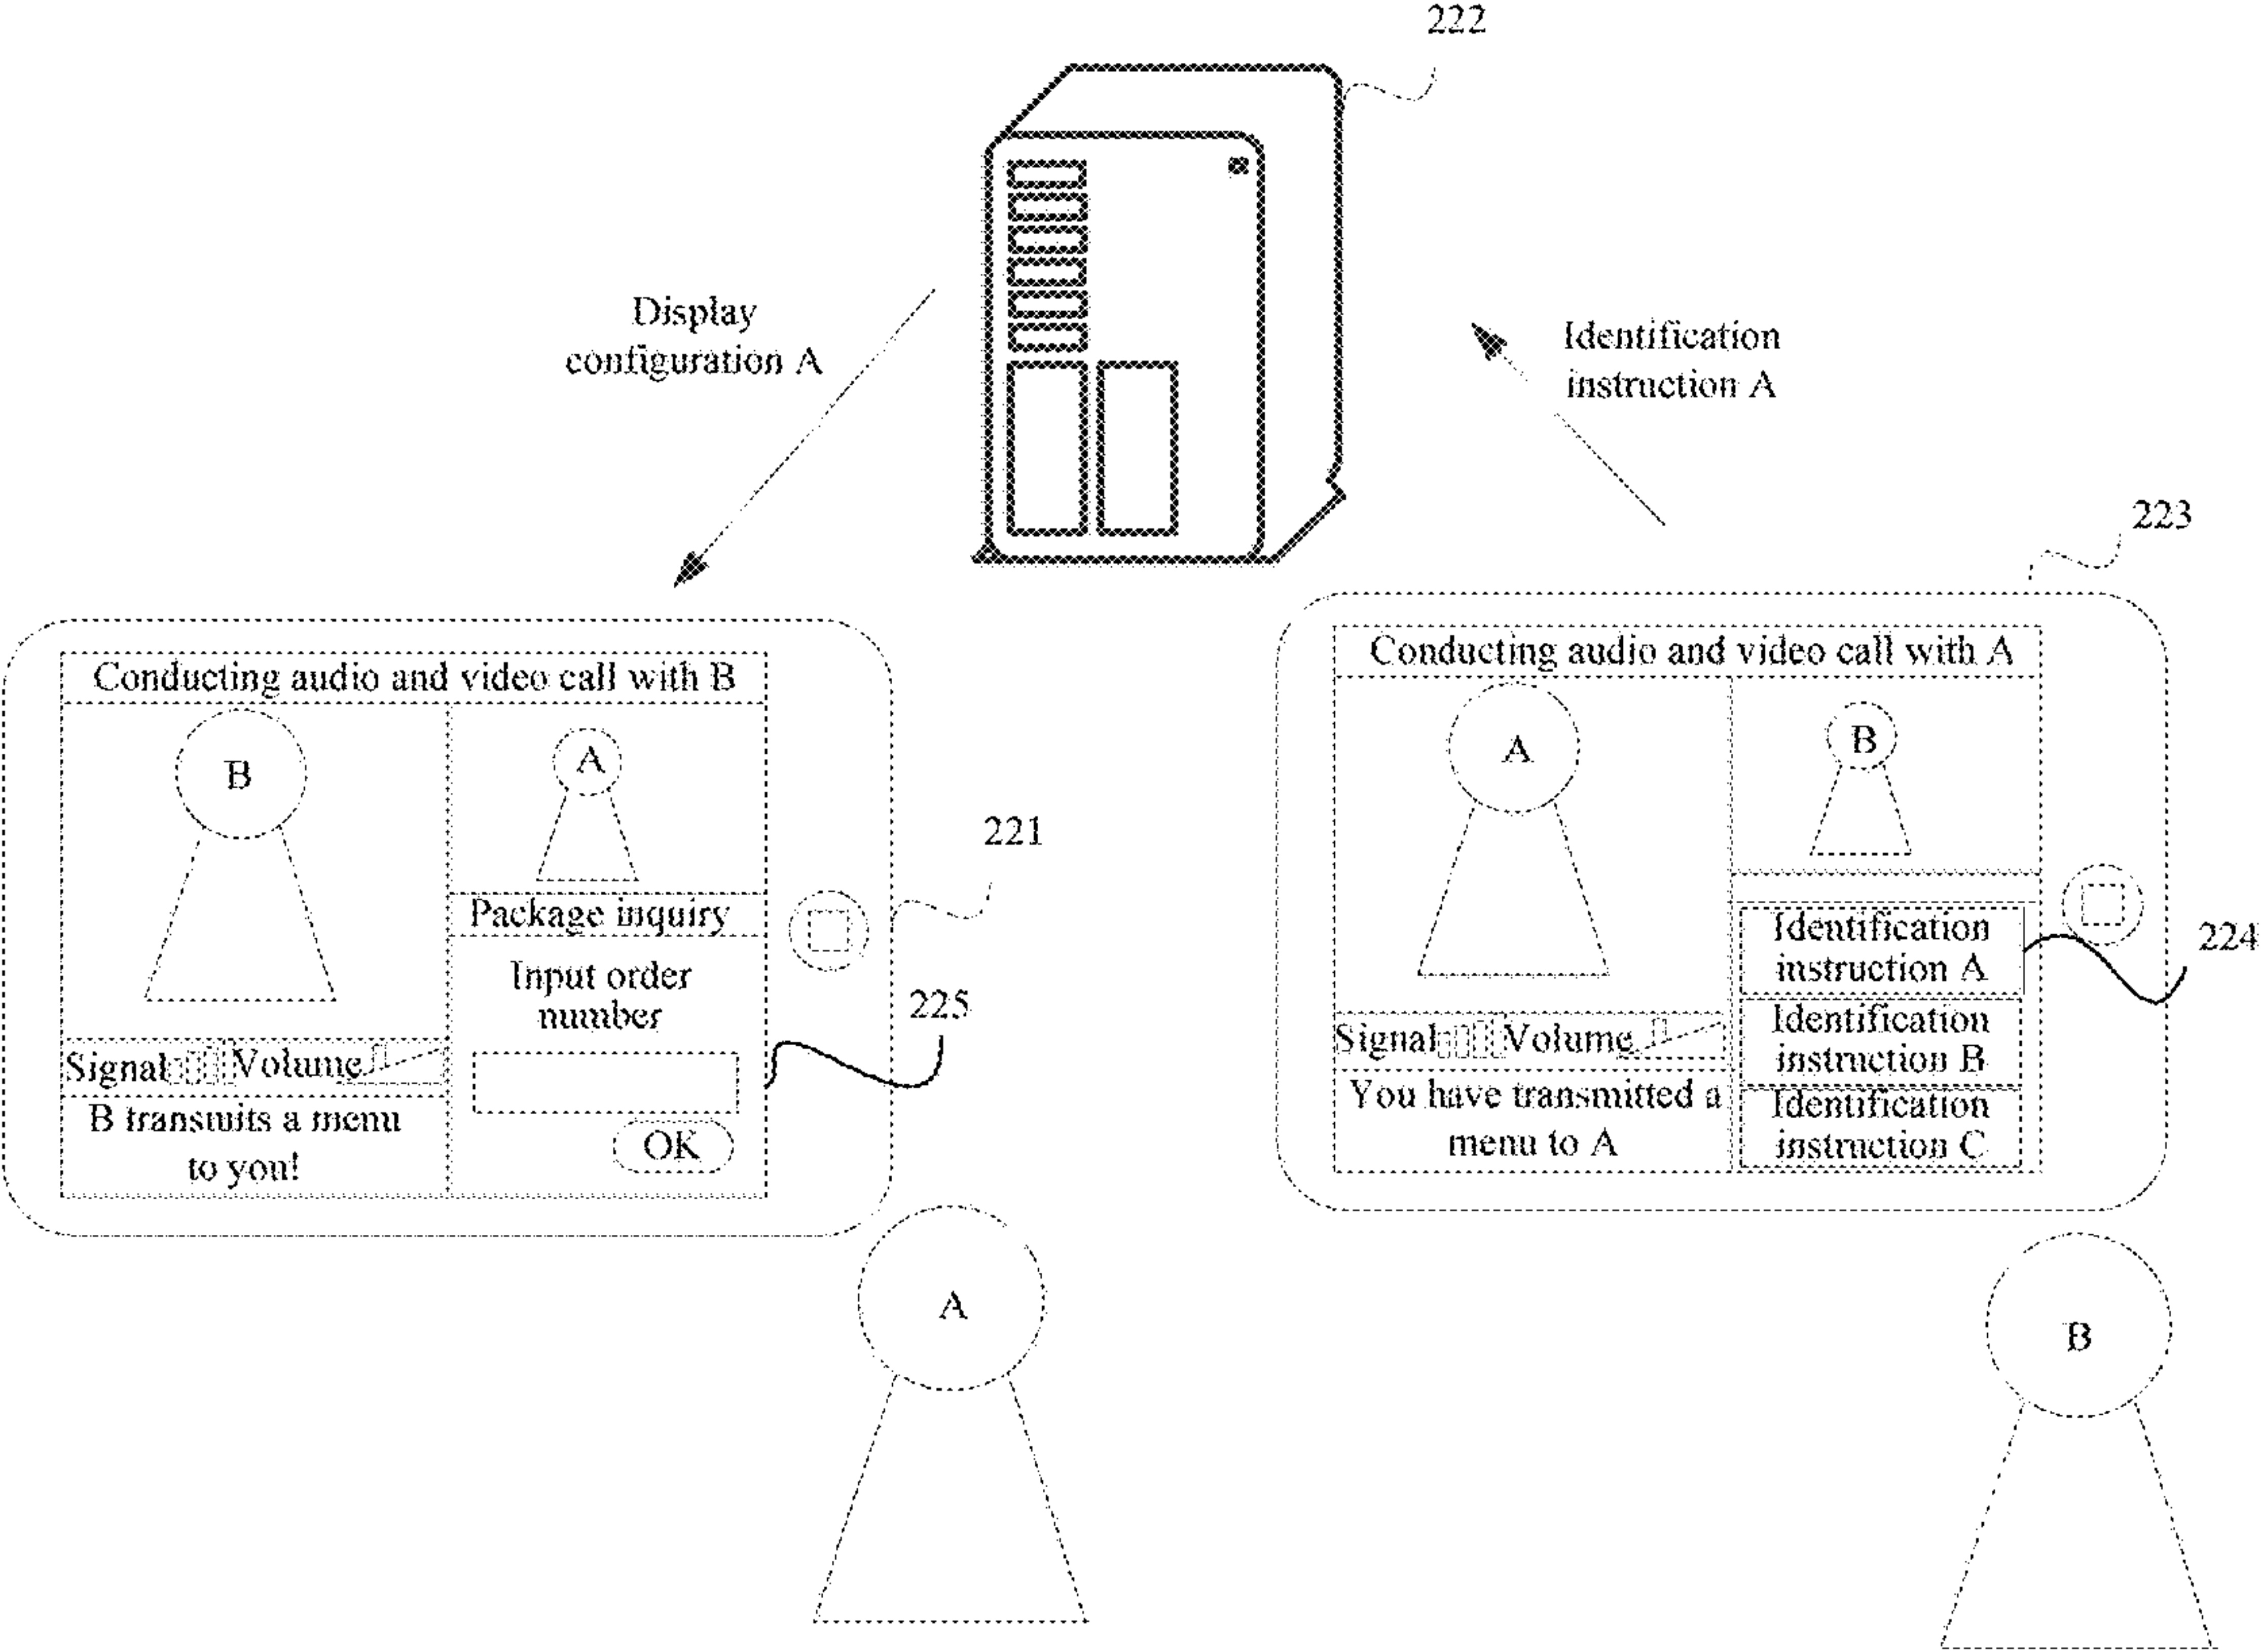 222
Display
configuration A
Identification
instruction A
223
Conducting audio and video call with B
B
A
Package inquiry
Input order
number
OK
Signal Volume
B transmits a menu
to you!
221
225
Conducting audio and video call with A
A
B
Identification
instruction A
Identification
instruction B
Identification
instruction C
Signal Volume
You have transmitted a
menu to A
224
A
B